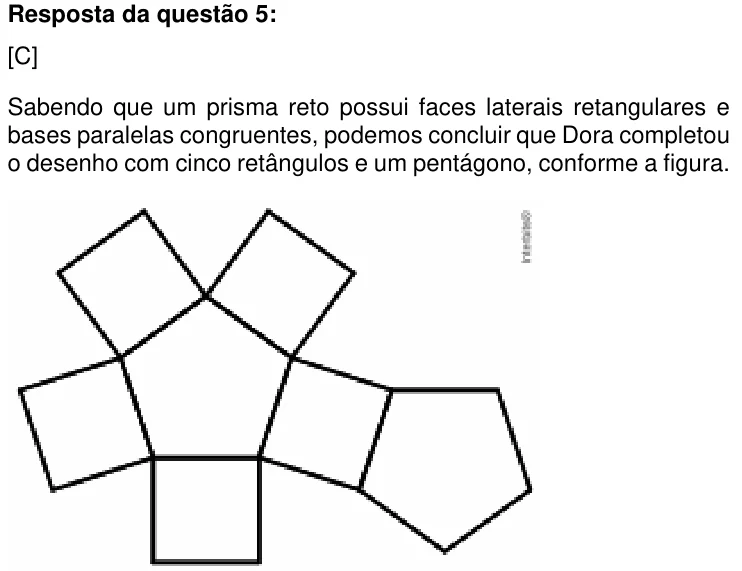 Resposta da questão 5:
[C]
Sabendo que um prisma reto possui faces laterais retangulares e
bases paralelas congruentes, podemos concluir que Dora completou
o desenho com cinco retângulos e um pentágono, conforme a figura.